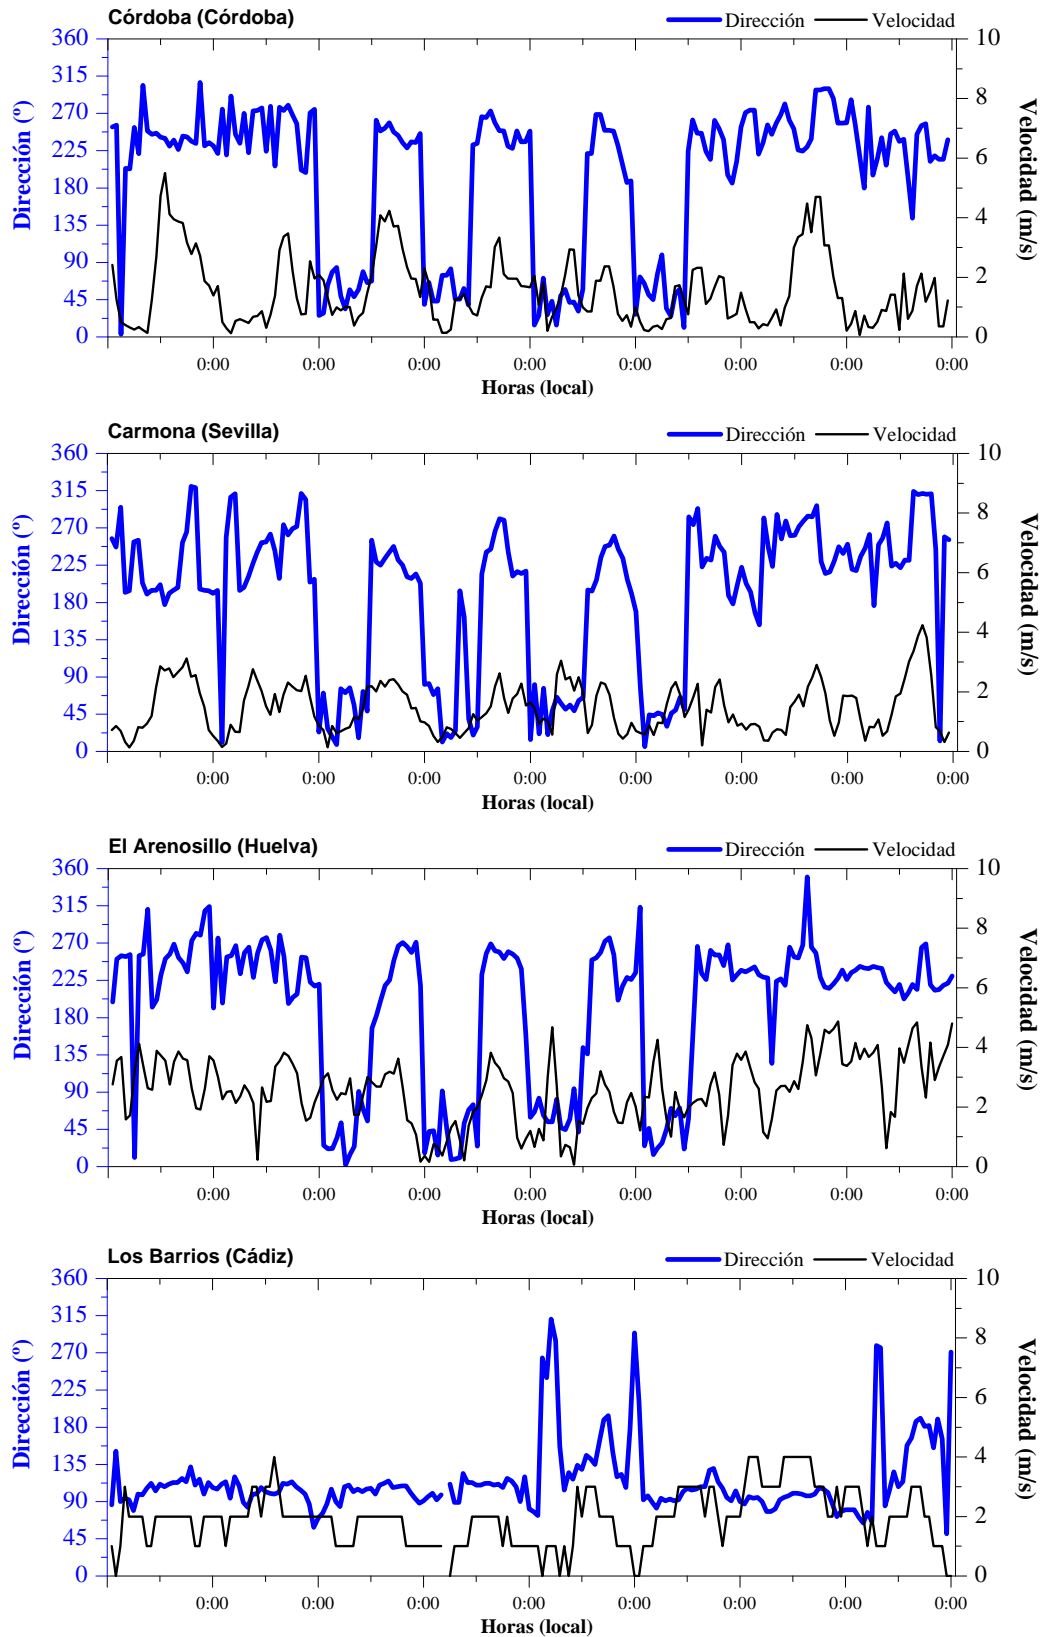 Córdoba (Córdoba)
Dirección Velocidad
360 10
315
270 8
225 6
180
135 4
90 2
45
0 0
Dirección (º)
Velocidad (m/s)
0:00 0:00 0:00 0:00 0:00 0:00 0:00 0:00
Horas (local)
Carmona (Sevilla)
Dirección Velocidad
360 10
315
270 8
225 6
180
135 4
90 2
45
0 0
Dirección (º)
Velocidad (m/s)
0:00 0:00 0:00 0:00 0:00 0:00 0:00 0:00
Horas (local)
El Arenosillo (Huelva)
Dirección Velocidad
360 10
315
270 8
225 6
180
135 4
90 2
45
0 0
Dirección (º)
Velocidad (m/s)
0:00 0:00 0:00 0:00 0:00 0:00 0:00 0:00
Horas (local)
Los Barrios (Cádiz)
Dirección Velocidad
360 10
315
270 8
225 6
180
135 4
90 2
45
0 0
Dirección (º)
Velocidad (m/s)
0:00 0:00 0:00 0:00 0:00 0:00 0:00 0:00
Horas (local)